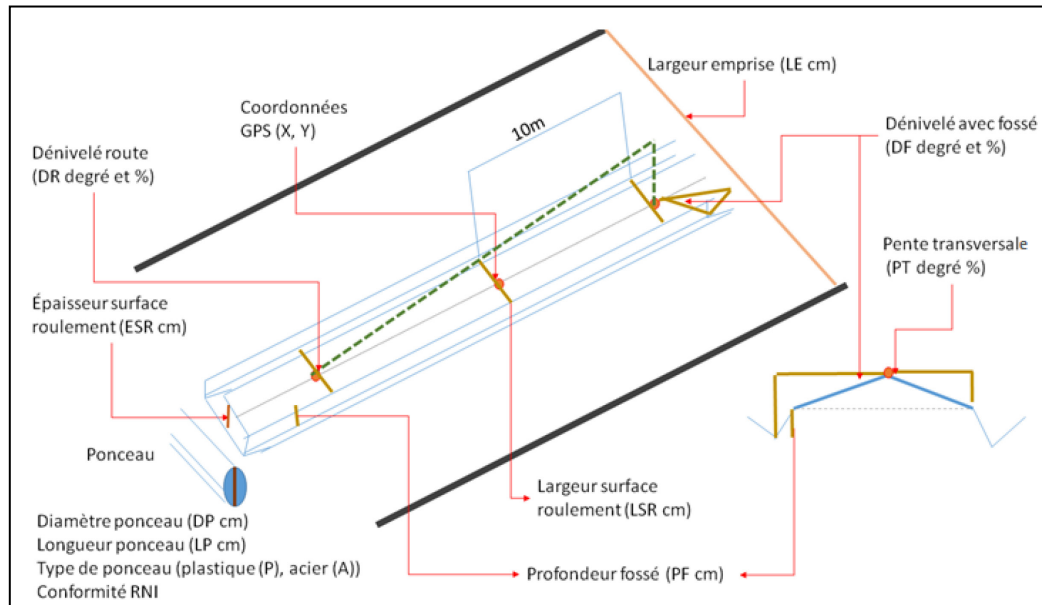 Largeur emprise (LE cm)
Coordonnées
GPS (X, Y)
10m
Dénivelé route
(DR degré et %)
Dénivelé avec fossé
(DF degré et %)
Pente transversale
(PT degré %)
Épaisseur surface
roulement (ESR cm)
Ponceau
Largeur surface
roulement (LSR cm)
Diamètre ponceau (DP cm)
Longueur ponceau (LP cm)
Type de ponceau (plastique (P), acier (A))
Conformité RNI
Profondeur fossé (PF cm)